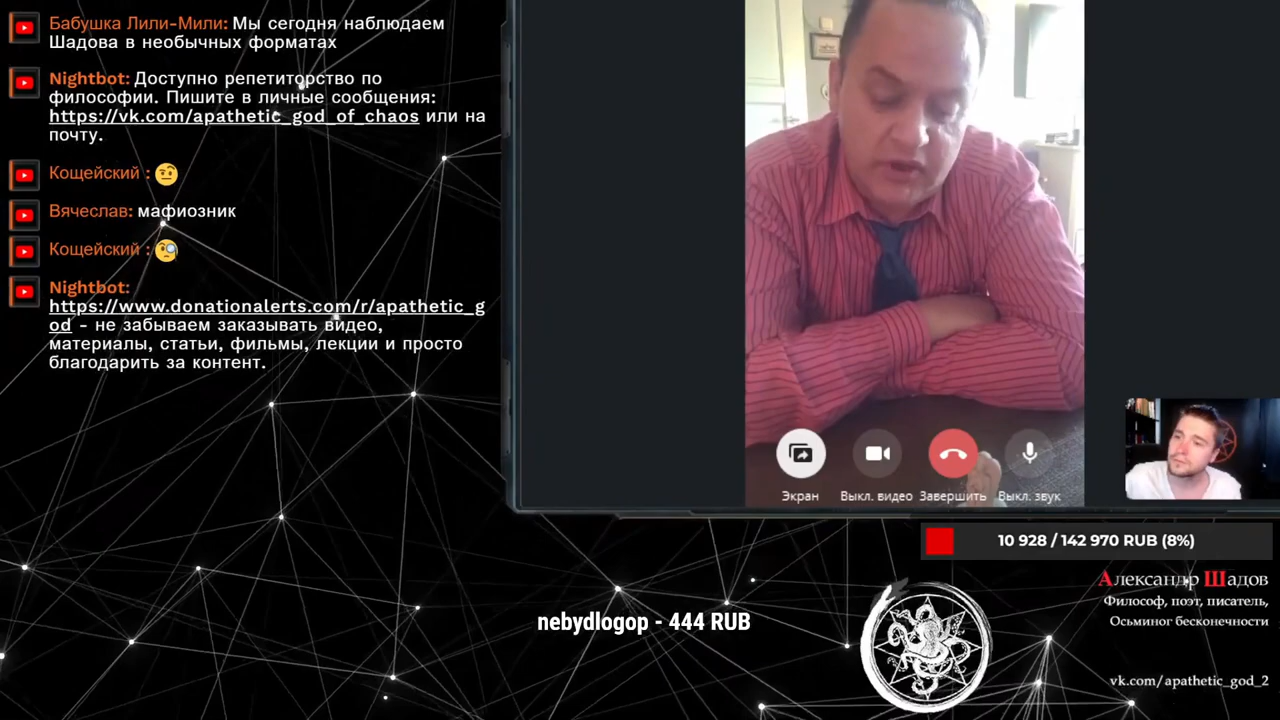 Бабушка Лили-Мили: Мы сегодня наблюдаем
Шадова в необычных форматах
Nightbot: Доступно репетиторство по
философии. Пишите в личные сообщения:
https://vk.com/apathetic_god_of_chaos или на
почту.
Кощейский :
Вячеслав: мафиозник
Кощейский :
Nightbot:
https://www.donationalerts.com/r/apathetic_g
od - не забываем заказывать видео,
материалы, статьи, фильмы, лекции и просто
благодарить за контент.
Экран
Выкл. видео
Завершить
Выкл. звук
10 928 / 142 970 RUB (8%)
Александр Шадов
Философ, поэт, писатель,
Осьминог бесконечности
nebydlogop - 444 RUB
vk.com/apathetic_god_2